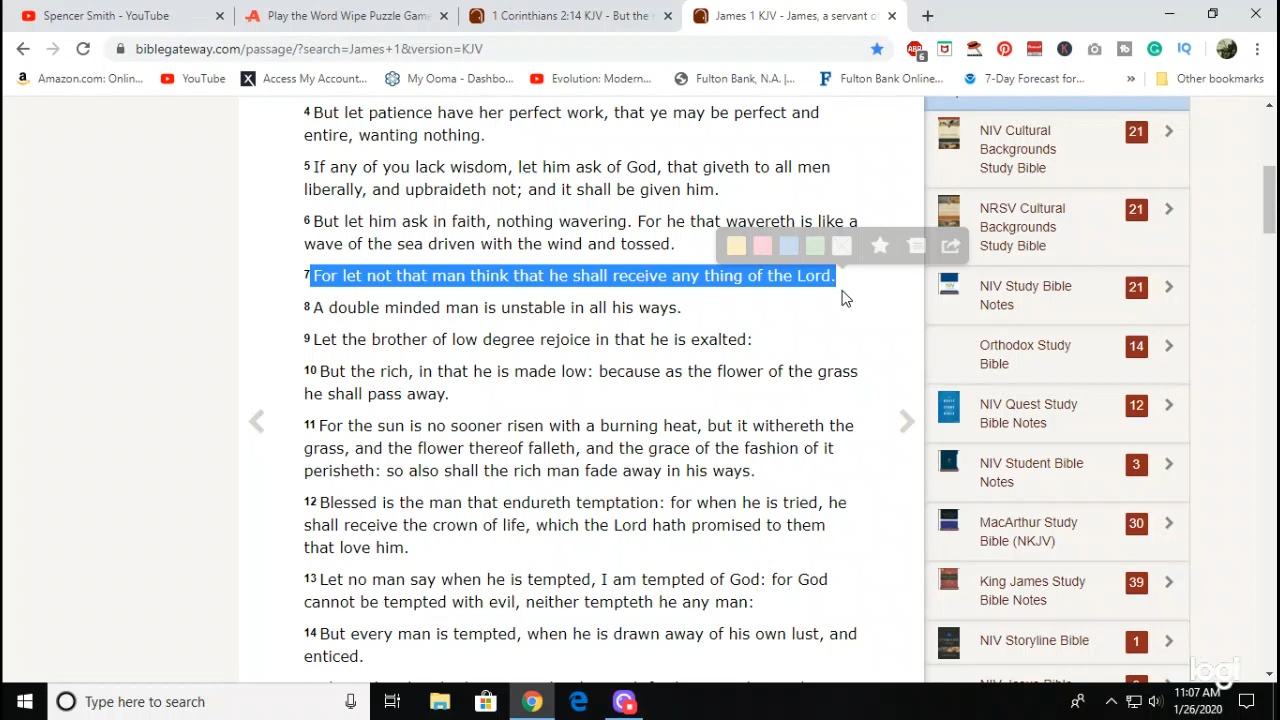 Spencer Smith - YouTube
Play the Word Wipe Puzzle Game
1 Corinthians 2:14 KJV - But the
James 1 KJV - James, a servant of
biblegateway.com/passage/?search=James+1&version=KJV
6
Amazon.com: Onlin...
YouTube
Access My Account...
My Ooma - Dashbo...
Evolution: Modern...
Fulton Bank, N.A. |...
Fulton Bank Online...
7-Day Forecast for...
Other bookmarks
4 But let patience have her perfect work, that ye may be perfect and
entire, wanting nothing.
5 If any of you lack wisdom, let him ask of God, that giveth to all men
liberally, and upbraideth not; and it shall be given him.
6 But let him ask in faith, nothing wavering. For he that wavereth is like a
wave of the sea driven with the wind and tossed.
7 For let not that man think that he shall receive any thing of the Lord.
8 A double minded man is unstable in all his ways.
9 Let the brother of low degree rejoice in that he is exalted:
10 But the rich, in that he is made low: because as the flower of the grass
he shall pass away.
11 For the sun is no sooner risen with a burning heat, but it withereth the
grass, and the flower thereof falleth, and the grace of the fashion of it
perisheth: so also shall the rich man fade away in his ways.
12 Blessed is the man that endureth temptation: for when he is tried, he
shall receive the crown of life, which the Lord hath promised to them
that love him.
13 Let no man say when he is tempted, I am tempted of God: for God
cannot be tempted with evil, neither tempteth he any man:
14 But every man is tempted, when he is drawn away of his own lust, and
enticed.
NIV Cultural
Backgrounds
Study Bible
21
NRSV Cultural
Backgrounds
Study Bible
21
NIV Study Bible
Notes
21
Orthodox Study
Bible
14
NIV Quest Study
Bible Notes
12
NIV Student Bible
Notes
3
MacArthur Study
Bible (NKJV)
30
King James Study
Bible Notes
39
NIV Storyline Bible
1
logi
Type here to search
11:07 AM
1/26/2020